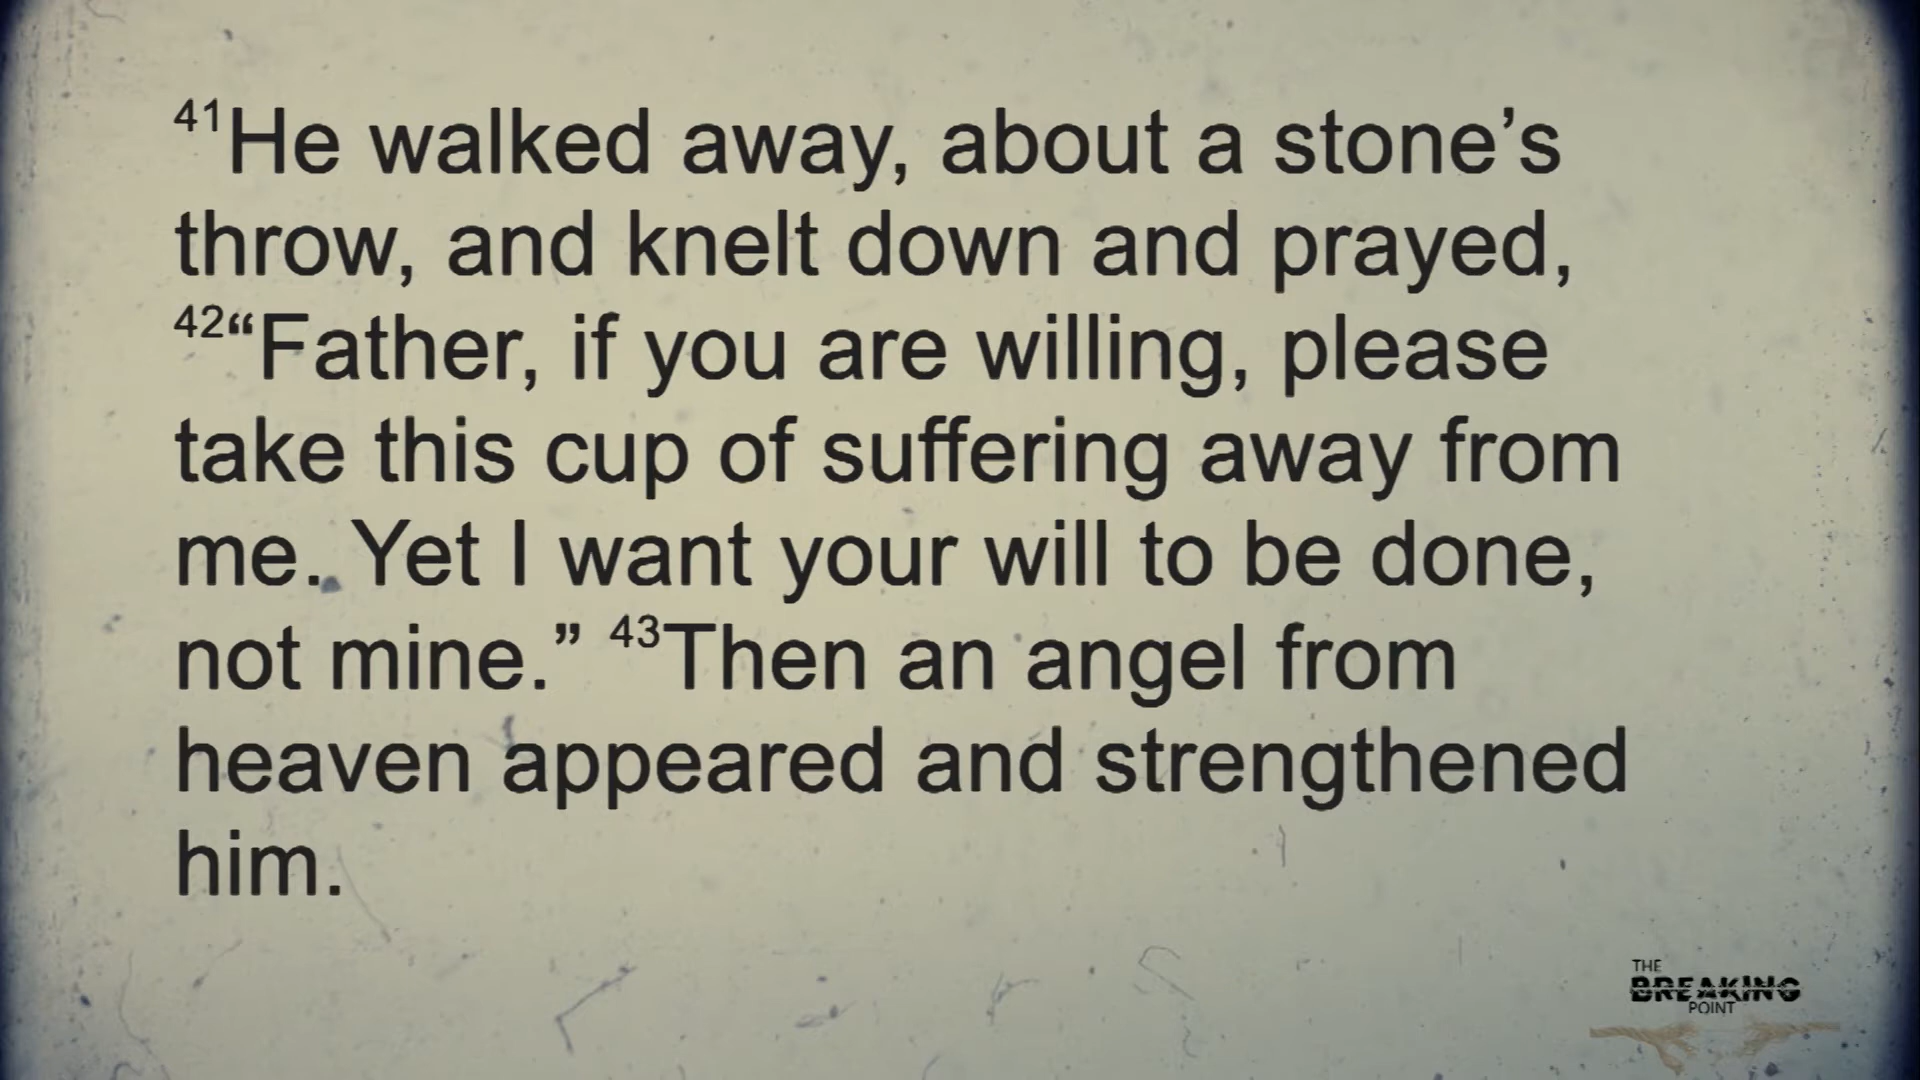 41He walked away, about a stone’s
throw, and knelt down and prayed,
42“Father, if you are willing, please
take this cup of suffering away from
me. Yet I want your will to be done,
not mine.” 43Then an angel from
heaven appeared and strengthened
him.
THE
BREAKING
POINT